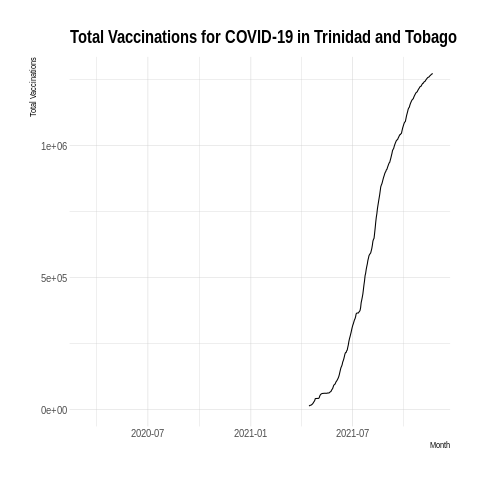 Total Vaccinations for COVID-19 in Trinidad and Tobago
Total Vaccinations
1e+06
5e+05
0e+00
2020-07
2021-01
2021-07
Month